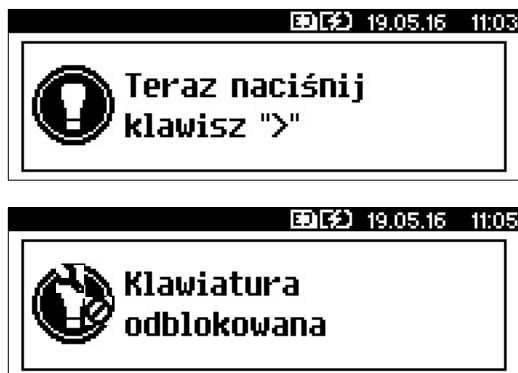 19.05.16 11:03
Teraz naciśnij
klawisz ">"
19.05.16 11:05
Klawiatura
odblokowana